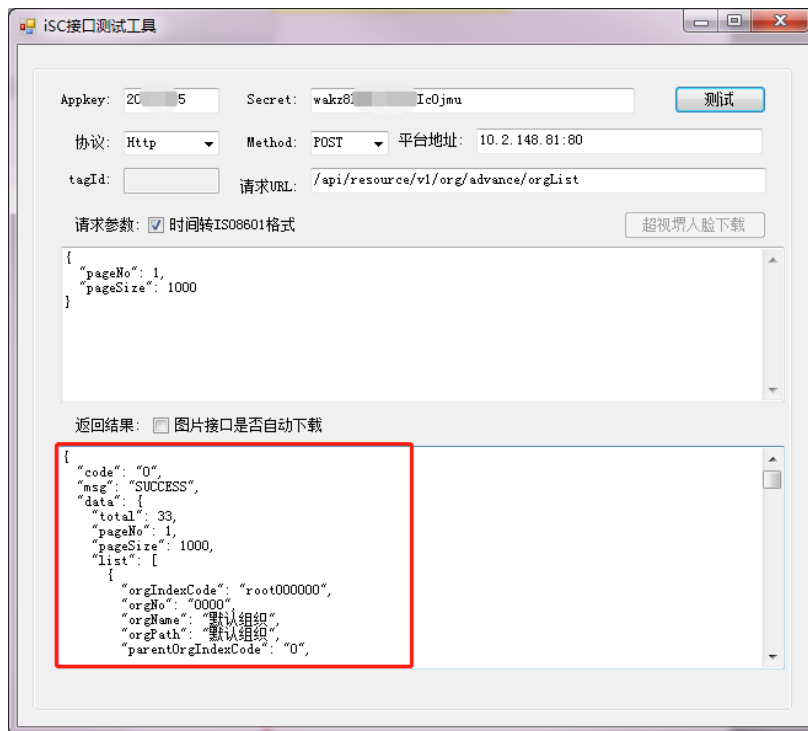 iSC接口测试工具
Appkey: 20 5 Secret: wakz8 Ic0jmu 测试
协议: Http Method: POST 平台地址: 10.2.148.81:80
tagId: 请求URL: /api/resource/v1/org/advance/orgList
请求参数: 时间转ISO8601格式 超视堺人脸下载
{
"pageNo": 1,
"pageSize": 1000
}
返回结果: 图片接口是否自动下载
{
"code": "0",
"msg": "SUCCESS",
"data": {
"total": 33,
"pageNo": 1,
"pageSize": 1000,
"list": [
{
"orgIndexCode": "root000000",
"orgNo": "0000",
"orgName": "默认组织",
"orgPath": "默认组织",
"parentOrgIndexCode": "0",